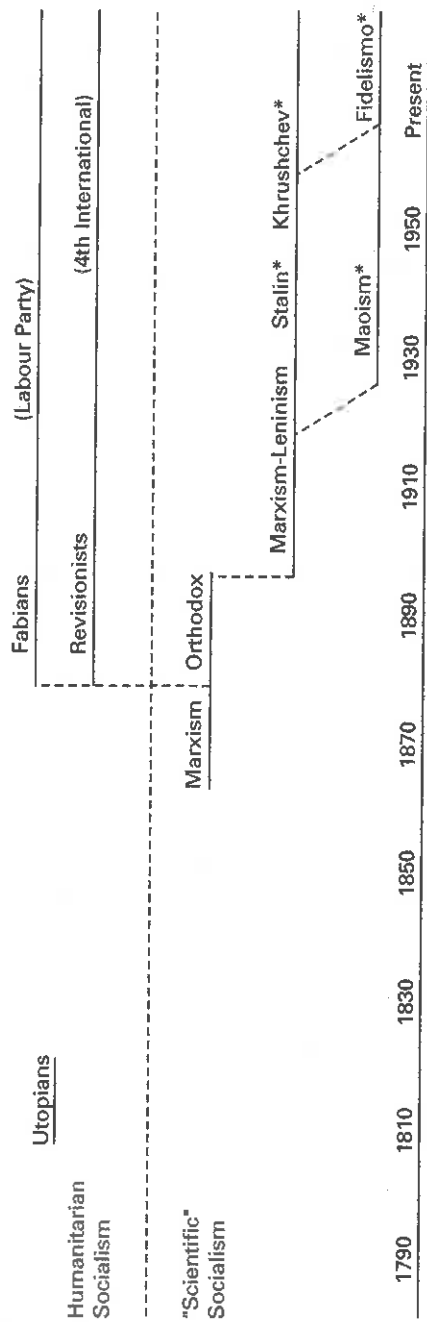 Fabians (Labour Party)
Utopians
Revisionists (4th International)
Humanitarian
Socialism
"Scientific"
Socialism
Marxism Orthodox
Marxism-Leninism Stalin* Khrushchev*
Maoism* Fidelismo*
1790 1810 1830 1850 1870 1890 1910 1930 1950 Present